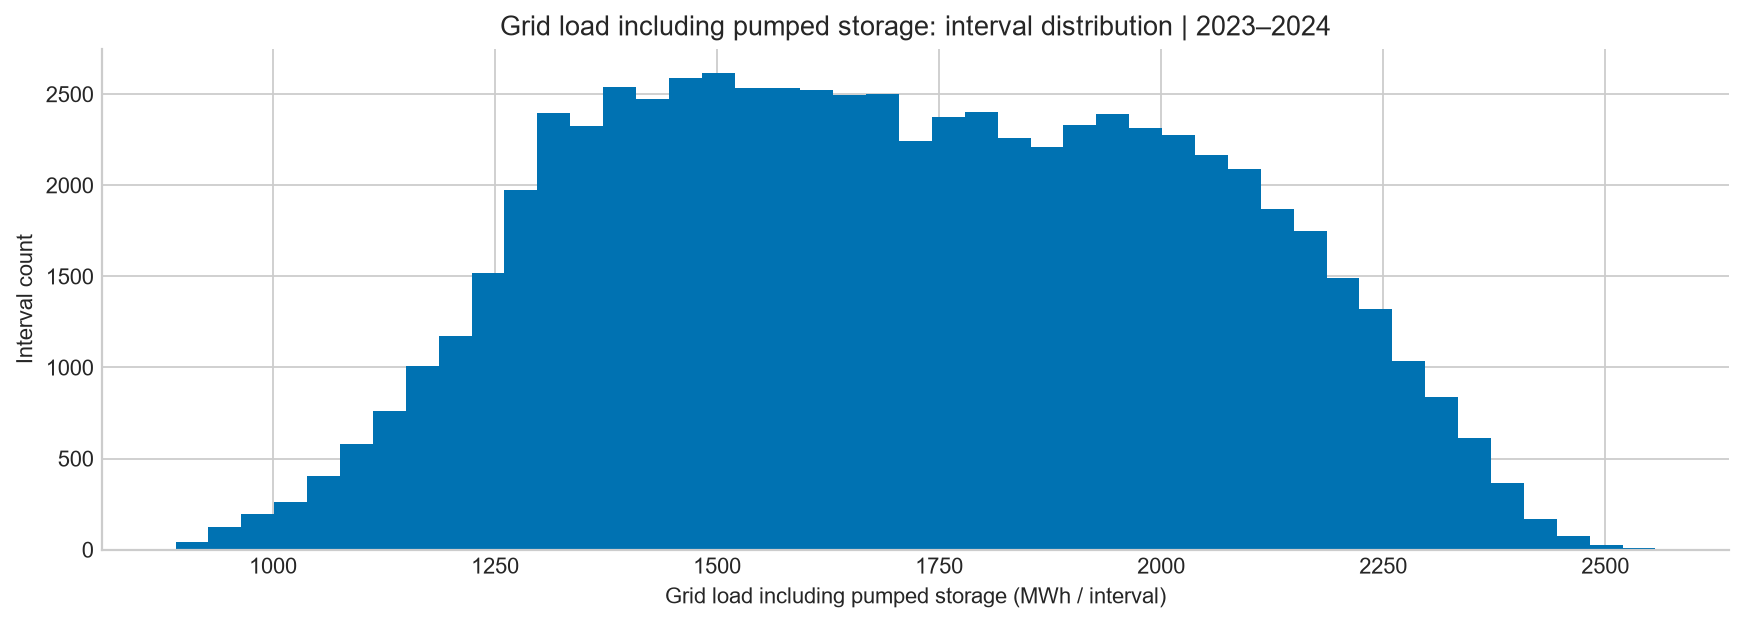 Grid load including pumped storage: interval distribution | 2023–2024
Interval count
2500
2000
1500
1000
500
0
1000 1250 1500 1750 2000 2250 2500
Grid load including pumped storage (MWh / interval)